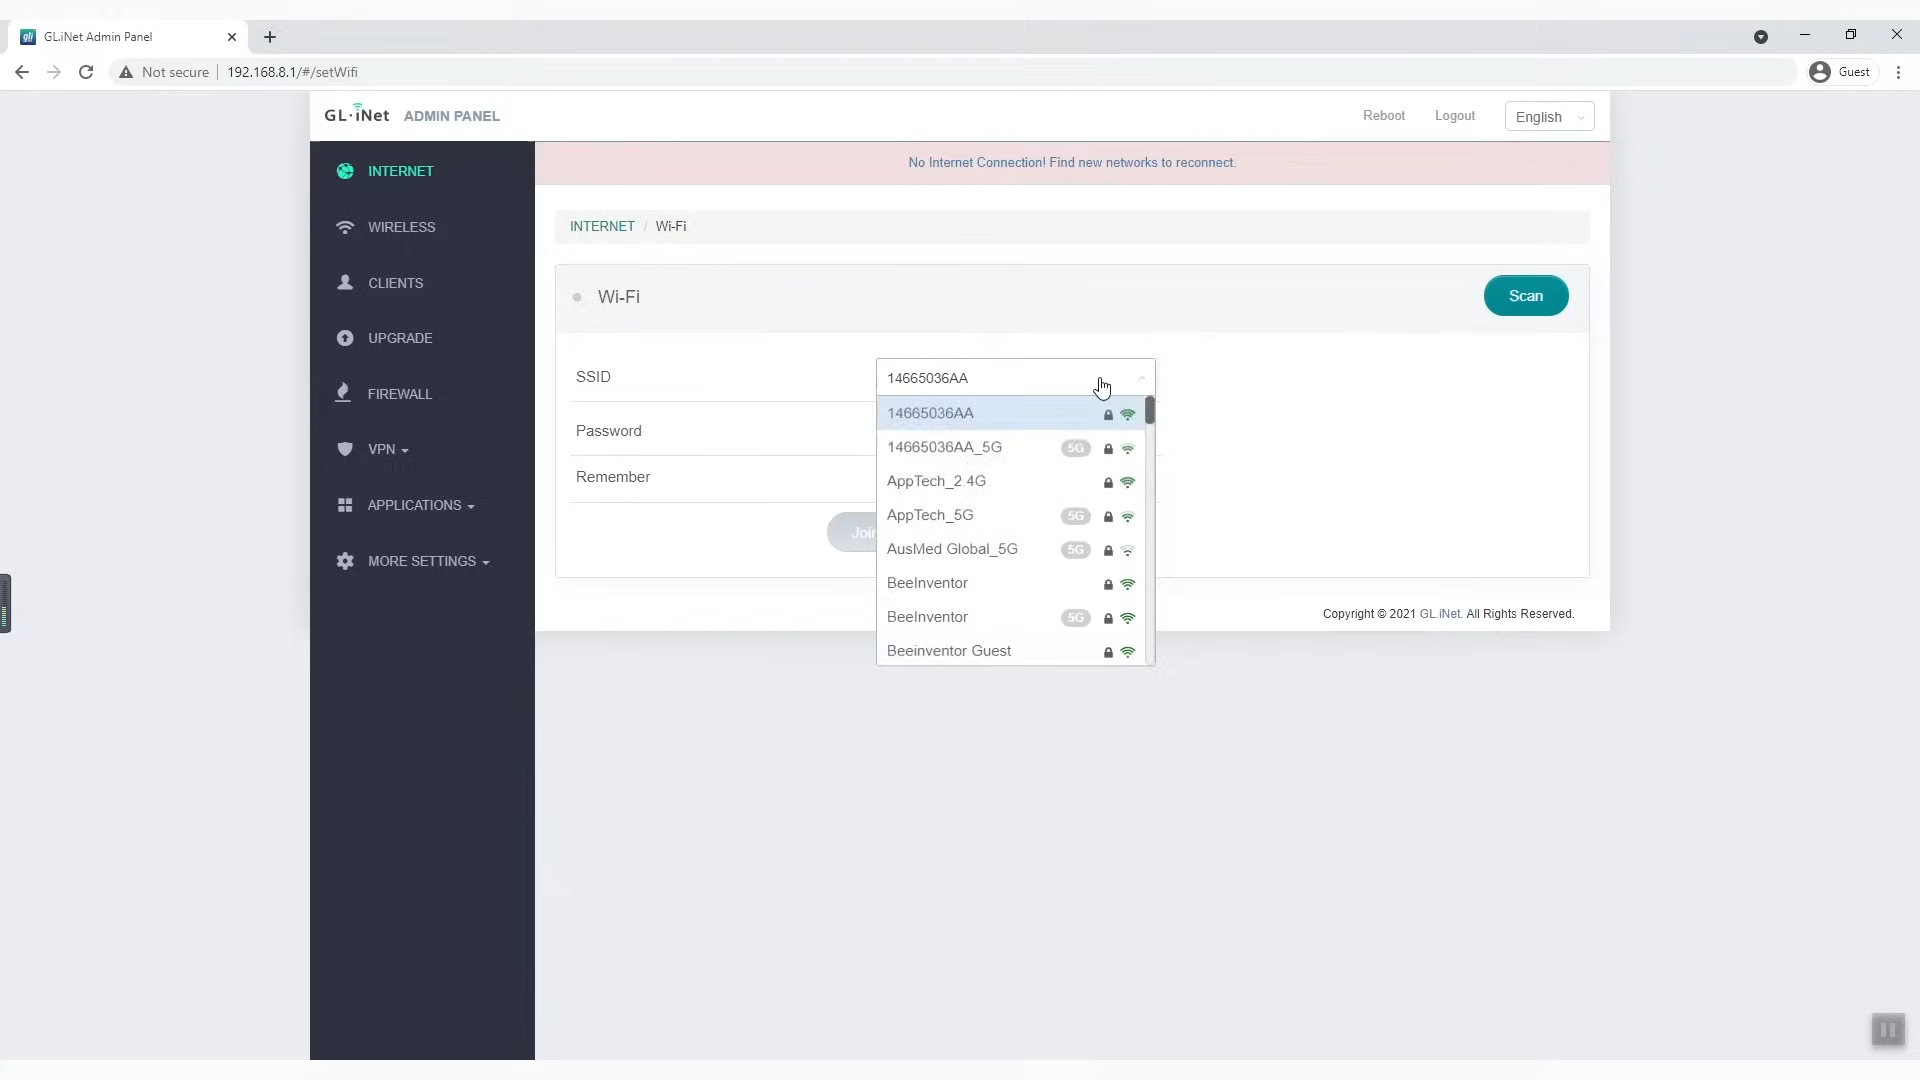 GL.iNet Admin Panel
Not secure
192.168.8.1/#/setWifi
Guest
GL·iNet ADMIN PANEL
Reboot
Logout
English
INTERNET
WIRELESS
CLIENTS
UPGRADE
FIREWALL
VPN
APPLICATIONS
MORE SETTINGS
No Internet Connection! Find new networks to reconnect.
INTERNET / Wi-Fi
Wi-Fi
Scan
SSID
14665036AA
Password
Remember
Join
14665036AA
14665036AA_5G 5G
AppTech_2.4G
AppTech_5G 5G
AusMed Global_5G 5G
BeeInventor
BeeInventor 5G
Beeinventor Guest
Copyright © 2021 GL.iNet. All Rights Reserved.